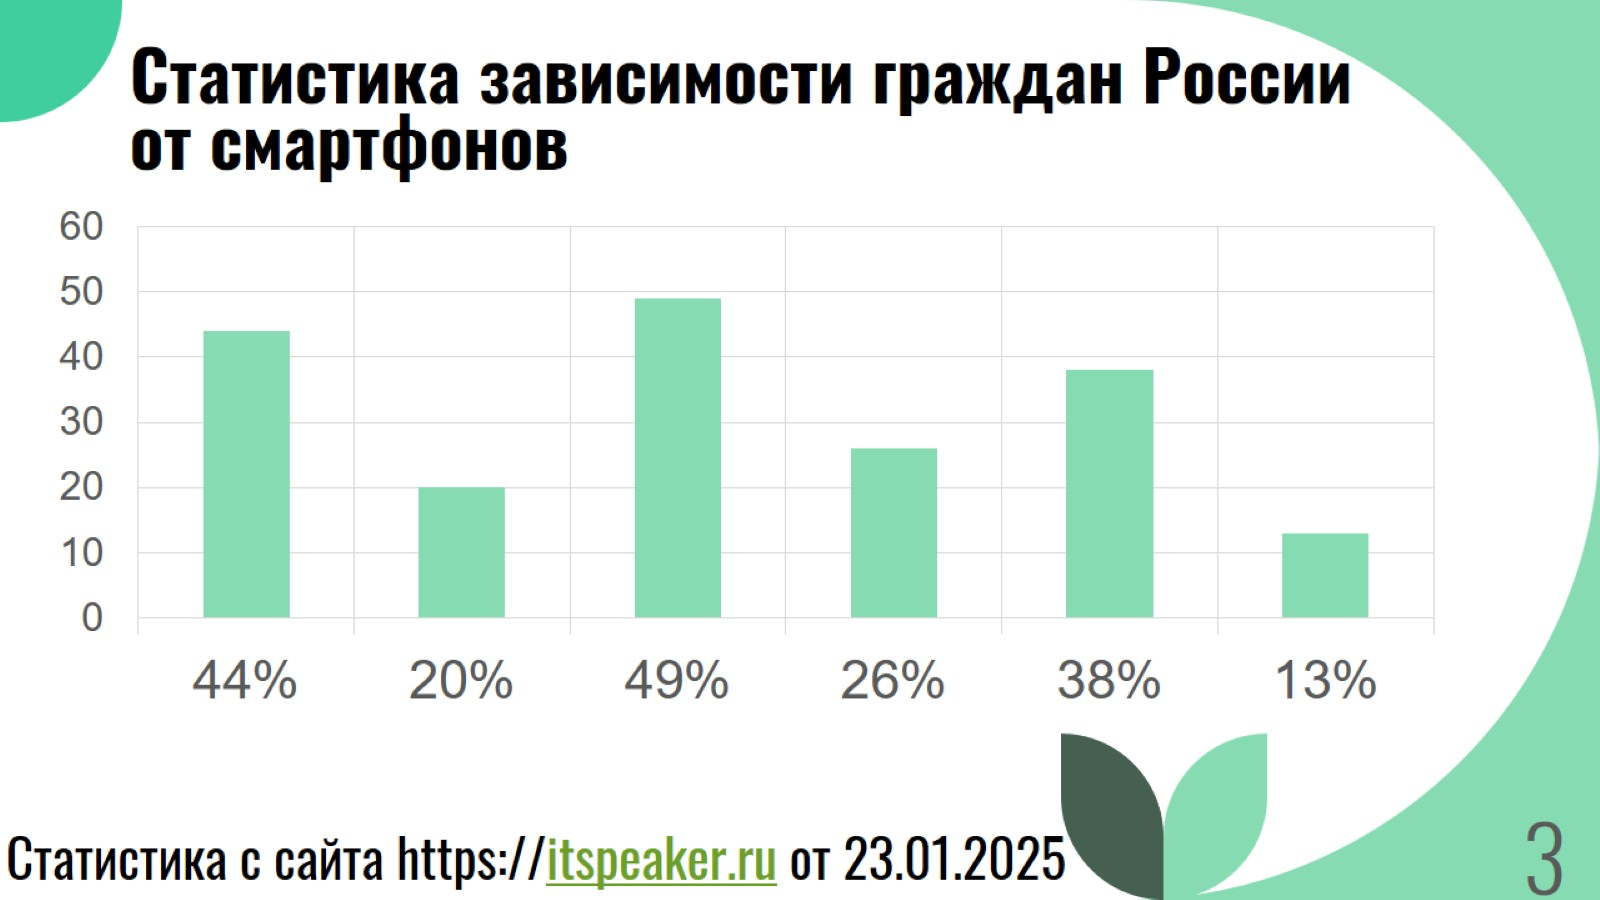 Статистика зависимости граждан России
от смартфонов
60
50
40
30
20
10
0
44% 20% 49% 26% 38% 13%
Статистика с сайта https://itspeaker.ru от 23.01.2025
3